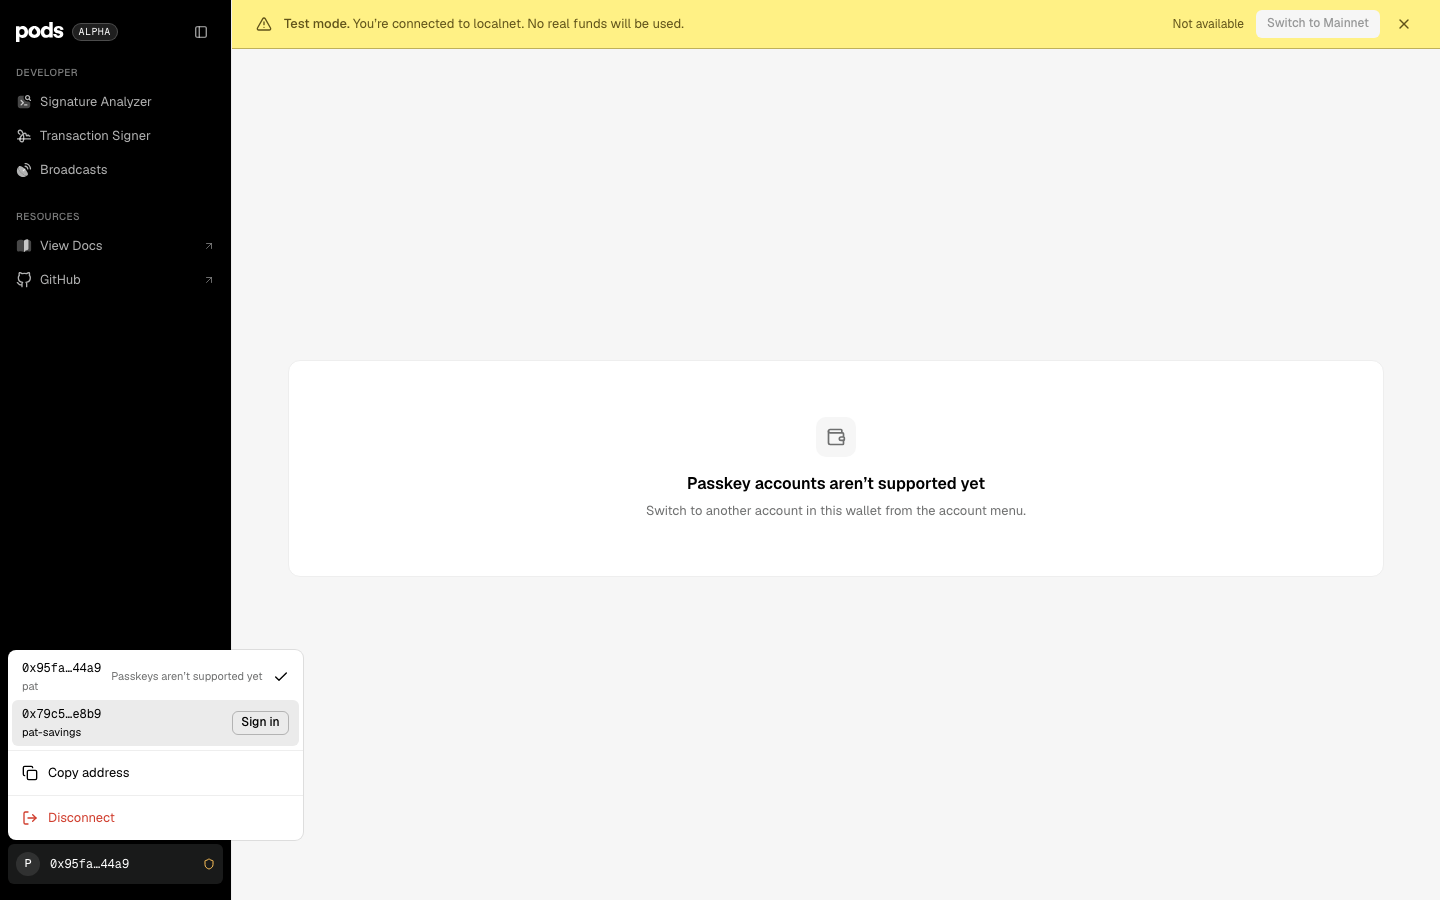 pods ALPHA
DEVELOPER
Signature Analyzer
Transaction Signer
Broadcasts
RESOURCES
View Docs
GitHub
Test mode. You’re connected to localnet. No real funds will be used.
Not available
Switch to Mainnet
Passkey accounts aren’t supported yet
Switch to another account in this wallet from the account menu.
0x95fa…44a9
pat
Passkeys aren’t supported yet
0x79c5…e8b9
pat-savings
Sign in
Copy address
Disconnect
P 0x95fa…44a9